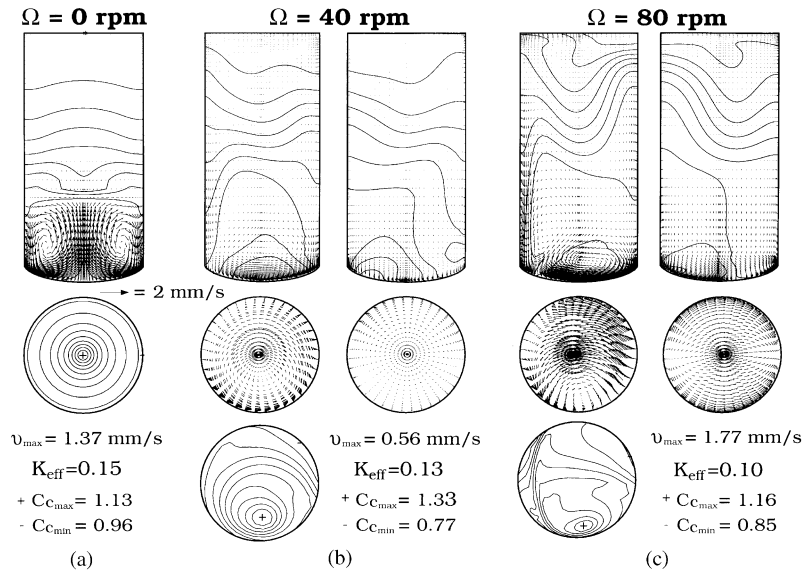 Ω = 0 rpm
Ω = 40 rpm
Ω = 80 rpm
= 2 mm/s
υmax = 1.37 mm/s
Keff=0.15
+ Ccmax = 1.13
- Ccmin = 0.96
(a)
υmax = 0.56 mm/s
Keff=0.13
+ Ccmax = 1.33
- Ccmin = 0.77
(b)
υmax = 1.77 mm/s
Keff=0.10
+ Ccmax = 1.16
- Ccmin = 0.85
(c)